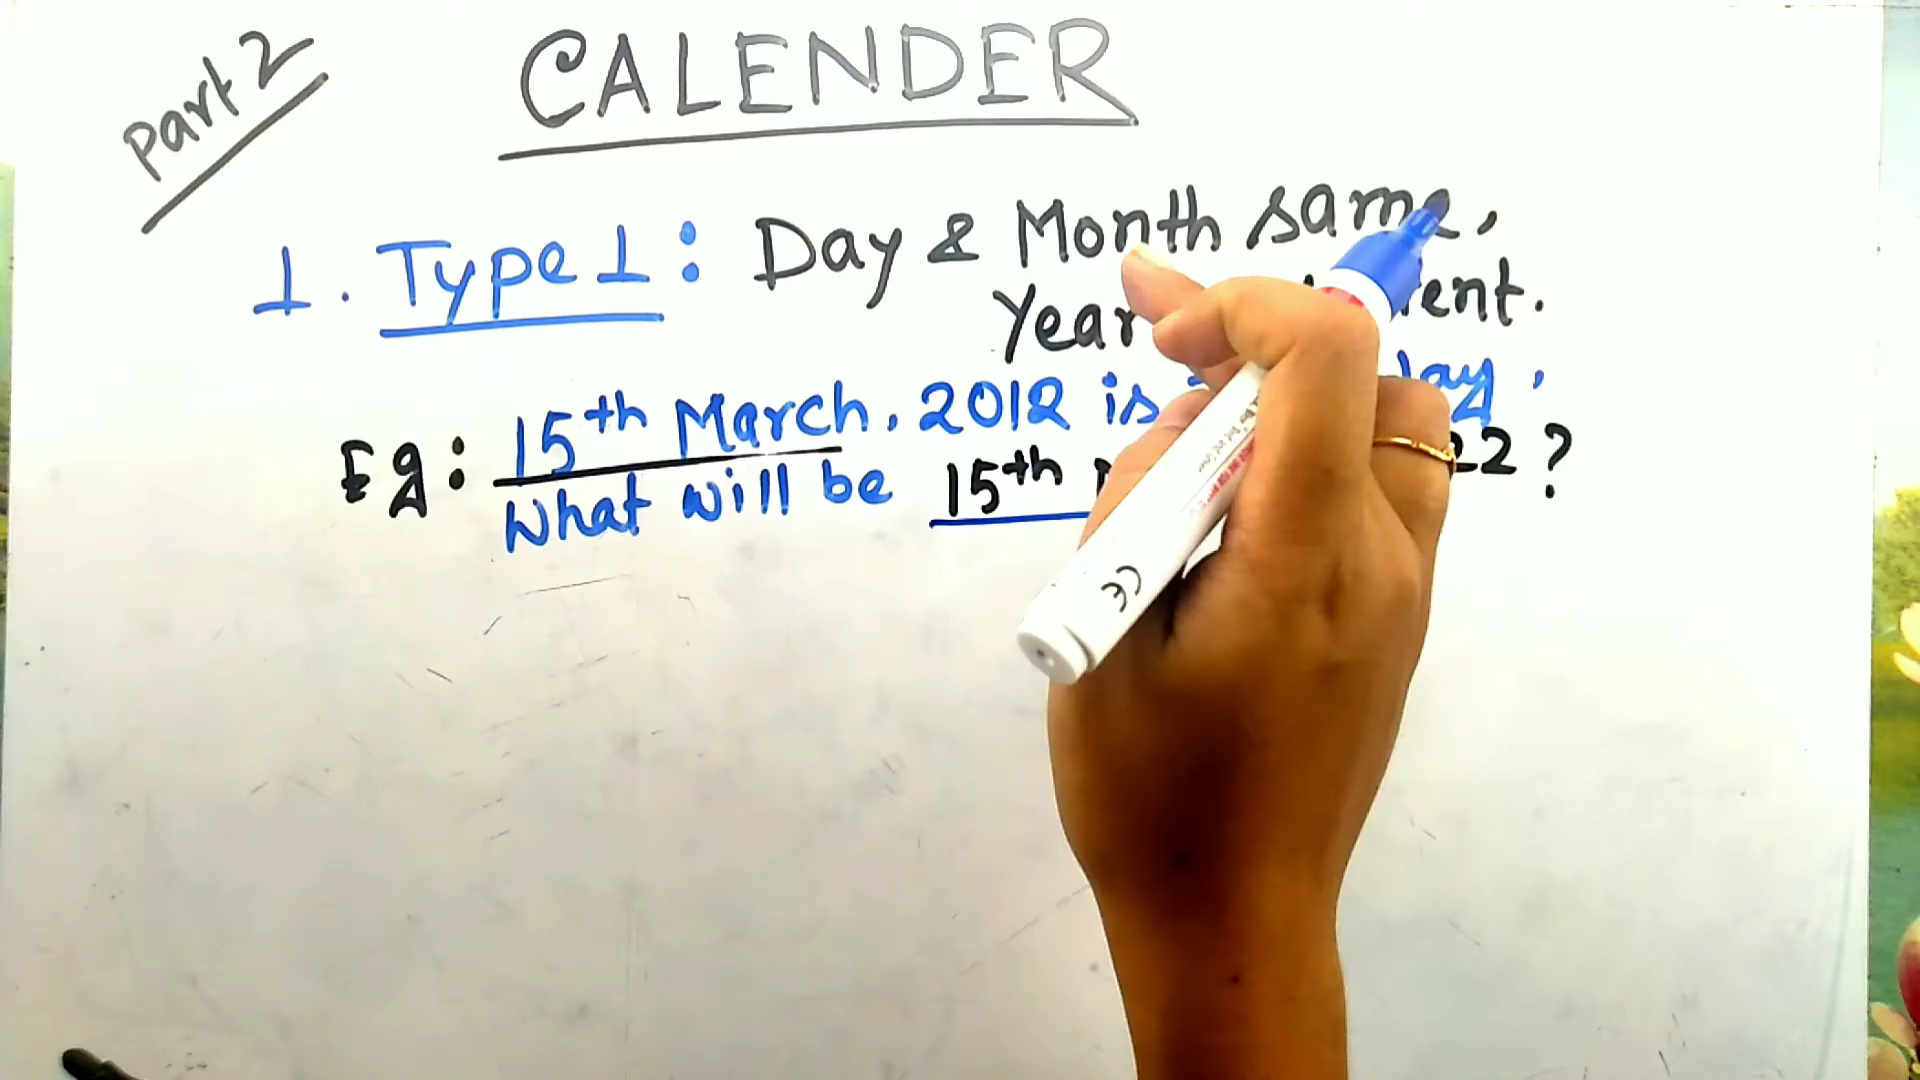 Part 2
CALENDER
1. Type 1: Day & Month same,
Year
Eg: 15th March, 2012 is
What will be 15th